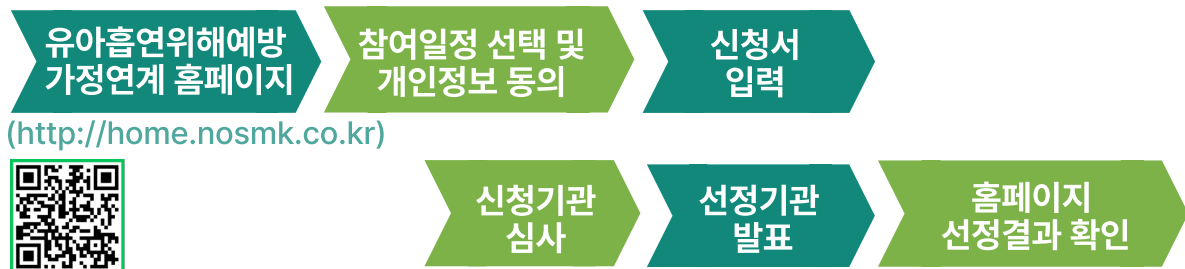 유아흡연위해예방
가정연계 홈페이지
참여일정 선택 및
개인정보 동의
신청서
입력
(http://home.nosmk.co.kr)
신청기관
심사
선정기관
발표
홈페이지
선정결과 확인